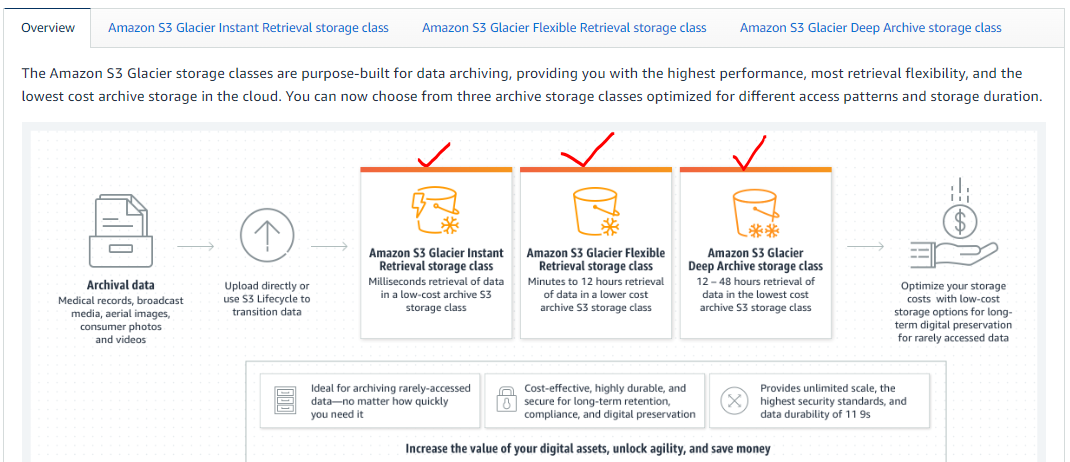 Overview
Amazon S3 Glacier Instant Retrieval storage class
Amazon S3 Glacier Flexible Retrieval storage class
Amazon S3 Glacier Deep Archive storage class
The Amazon S3 Glacier storage classes are purpose-built for data archiving, providing you with the highest performance, most retrieval flexibility, and the
lowest cost archive storage in the cloud. You can now choose from three archive storage classes optimized for different access patterns and storage duration.
Archival data
Medical records, broadcast
media, aerial images,
consumer photos
and videos
Upload directly or
use S3 Lifecycle to
transition data
Amazon S3 Glacier Instant
Retrieval storage class
Milliseconds retrieval of data
in a low-cost archive S3
storage class
Amazon S3 Glacier Flexible
Retrieval storage class
Minutes to 12 hours retrieval
of data in a lower cost
archive S3 storage class
Amazon S3 Glacier
Deep Archive storage class
12 – 48 hours retrieval of
data in the lowest cost
archive S3 storage class
$
Optimize your storage
costs with low-cost
storage options for long-
term digital preservation
for rarely accessed data
Ideal for archiving rarely-accessed
data—no matter how quickly
you need it
Cost-effective, highly durable, and
secure for long-term retention,
compliance, and digital preservation
Provides unlimited scale, the
highest security standards, and
data durability of 11 9s
Increase the value of your digital assets, unlock agility, and save money